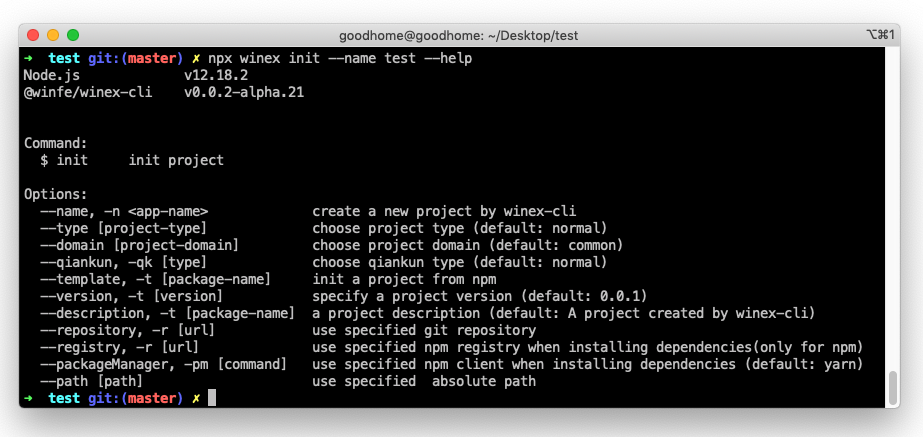 goodhome@goodhome: ~/Desktop/test ⌥⌘1
➜  test git:(master) ✗ npx winex init --name test --help
Node.js             v12.18.2
@winfe/winex-cli    v0.0.2-alpha.21
Command:
  $ init     init project
Options:
  --name, -n <app-name>             create a new project by winex-cli
  --type [project-type]             choose project type (default: normal)
  --domain [project-domain]         choose project domain (default: common)
  --qiankun, -qk [type]             choose qiankun type (default: normal)
  --template, -t [package-name]     init a project from npm
  --version, -t [version]           specify a project version (default: 0.0.1)
  --description, -t [package-name]  a project description (default: A project created by winex-cli)
  --repository, -r [url]            use specified git repository
  --registry, -r [url]              use specified npm registry when installing dependencies(only for npm)
  --packageManager, -pm [command]   use specified npm client when installing dependencies (default: yarn)
  --path [path]                     use specified  absolute path
➜  test git:(master) ✗